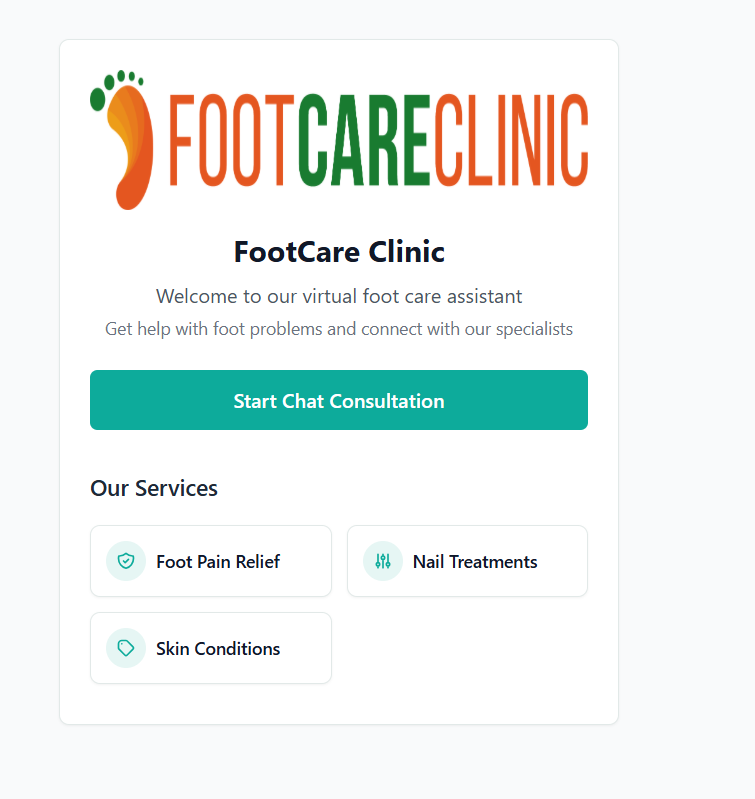 FOOTCARECLINIC
FootCare Clinic
Welcome to our virtual foot care assistant
Get help with foot problems and connect with our specialists
Start Chat Consultation
Our Services
Foot Pain Relief
Nail Treatments
Skin Conditions